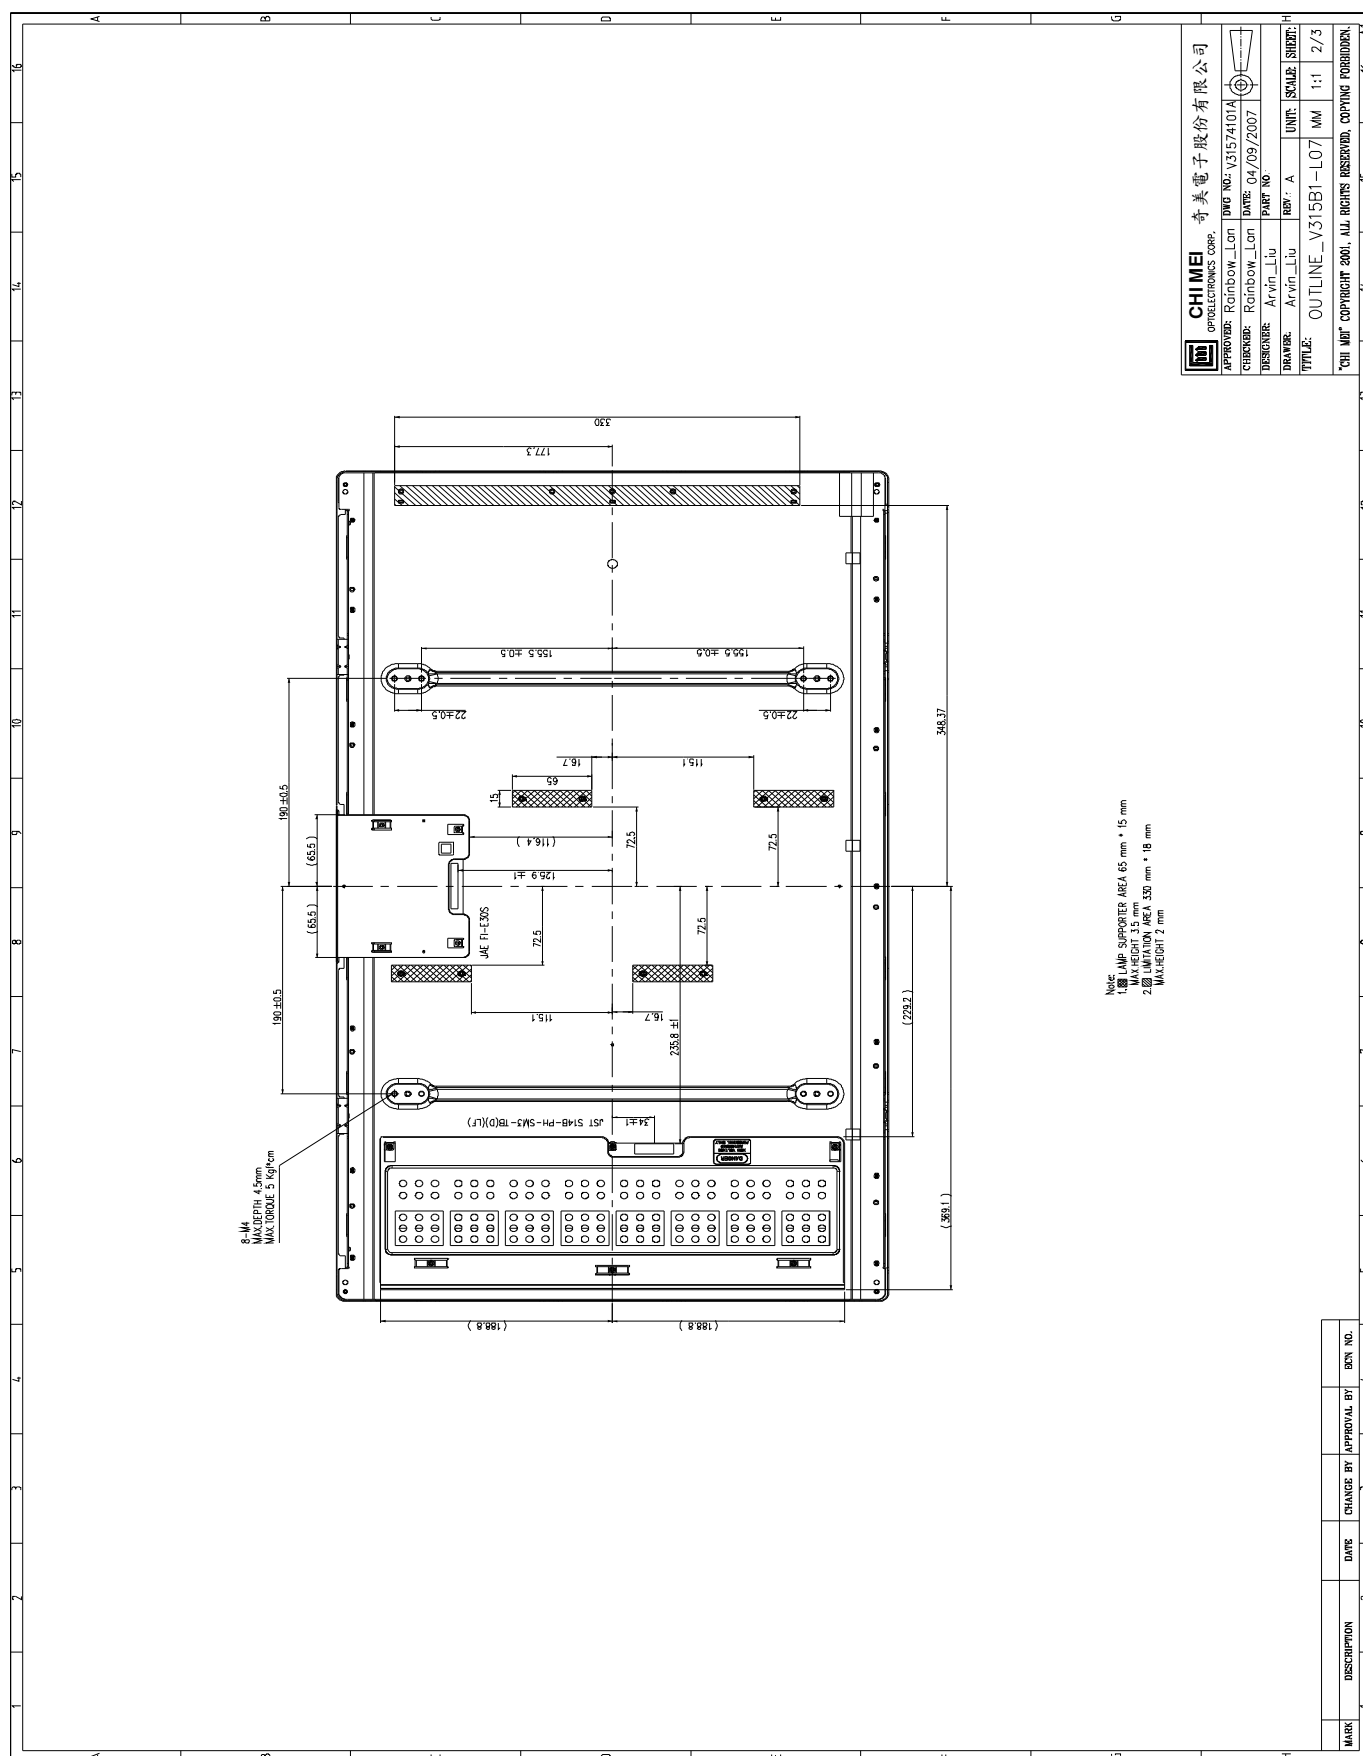 CHI MEI 奇美電子股份有限公司
OPTOELECTRONICS CORP.
APPROVED: Rainbow_Lan DWG NO.: V31574101A
CHECKED: Rainbow_Lan DATE: 04/09/2007
DESIGNER: Arvin_Liu PART NO.:
DRAWER: Arvin_Liu REV.: A UNIT: SCALE: SHEET:
TITLE: OUTLINE_V315B1-L07 MM 1:1 2/3
"CHI MEI" COPYRIGHT 2001, ALL RIGHTS RESERVED, COPYING FORBIDDEN.
A B C D E F G H
1 2 3 4 5 6 7 8 9 10 11 12 13 14 15 16
8-M4
MAX.DEPTH 4.5mm
MAX.TORQUE 5 Kgf*cm
190±0.5
190±0.5
(65.5)
(65.5)
330
177.3
155.5 ±0.5
155.5 ±0.5
22±0.5
22±0.5
16.7
115.1
65
15
(116.4)
125.9 ±1
72.5
72.5
JAE FI-E30S
72.5
72.5
115.1
16.7
235.8 ±1
348.37
(229.2)
(369.1)
JST S14B-PH-SM3-TB(D)(LF)
34±1
DANGER
(188.8)
(188.8)
Note:
1. LAMP SUPPORTER AREA 65 mm * 15 mm
MAX.HEIGHT 3.5 mm
2. LIMITATION AREA 330 mm * 18 mm
MAX.HEIGHT 2 mm
MARK DESCRIPTION DATE CHANGE BY APPROVAL BY ECN NO.